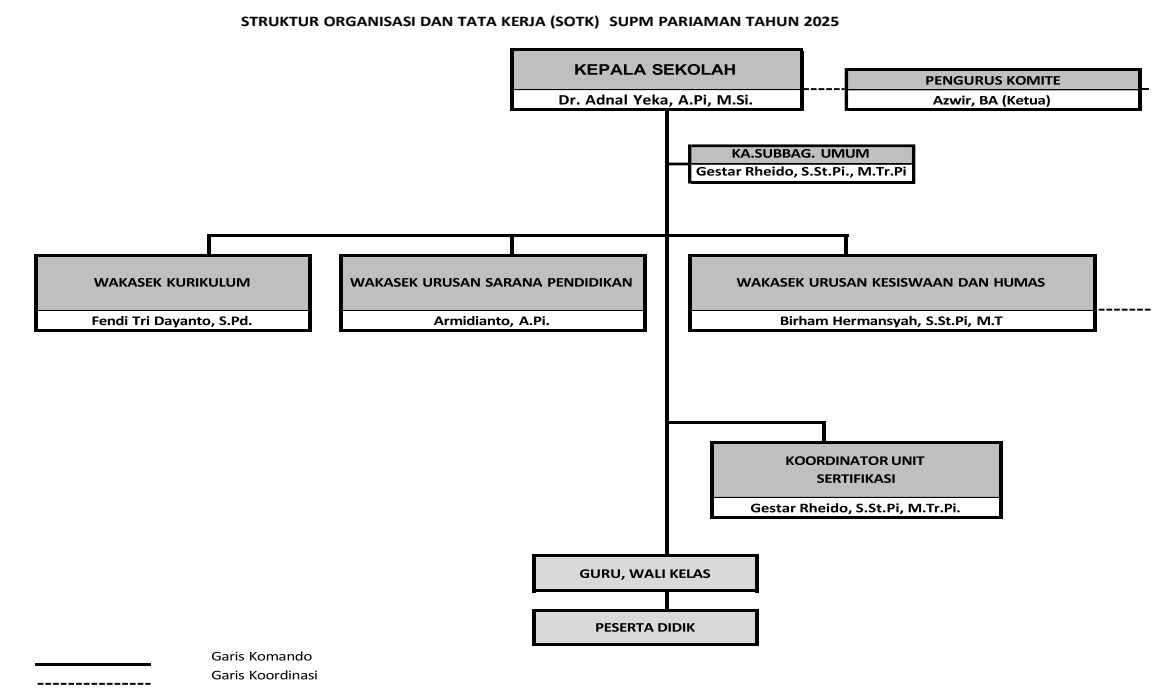 STRUKTUR ORGANISASI DAN TATA KERJA (SOTK) SUPM PARIAMAN TAHUN 2025
KEPALA SEKOLAH
Dr. Adnal Yeka, A.Pi, M.Si.
PENGURUS KOMITE
Azwir, BA (Ketua)
KA.SUBBAG. UMUM
Gestar Rheido, S.St.Pi., M.Tr.Pi
WAKASEK KURIKULUM
Fendi Tri Dayanto, S.Pd.
WAKASEK URUSAN SARANA PENDIDIKAN
Armidianto, A.Pi.
WAKASEK URUSAN KESISWAAN DAN HUMAS
Birham Hermansyah, S.St.Pi, M.T
KOORDINATOR UNIT
SERTIFIKASI
Gestar Rheido, S.St.Pi, M.Tr.Pi.
GURU, WALI KELAS
PESERTA DIDIK
Garis Komando
Garis Koordinasi